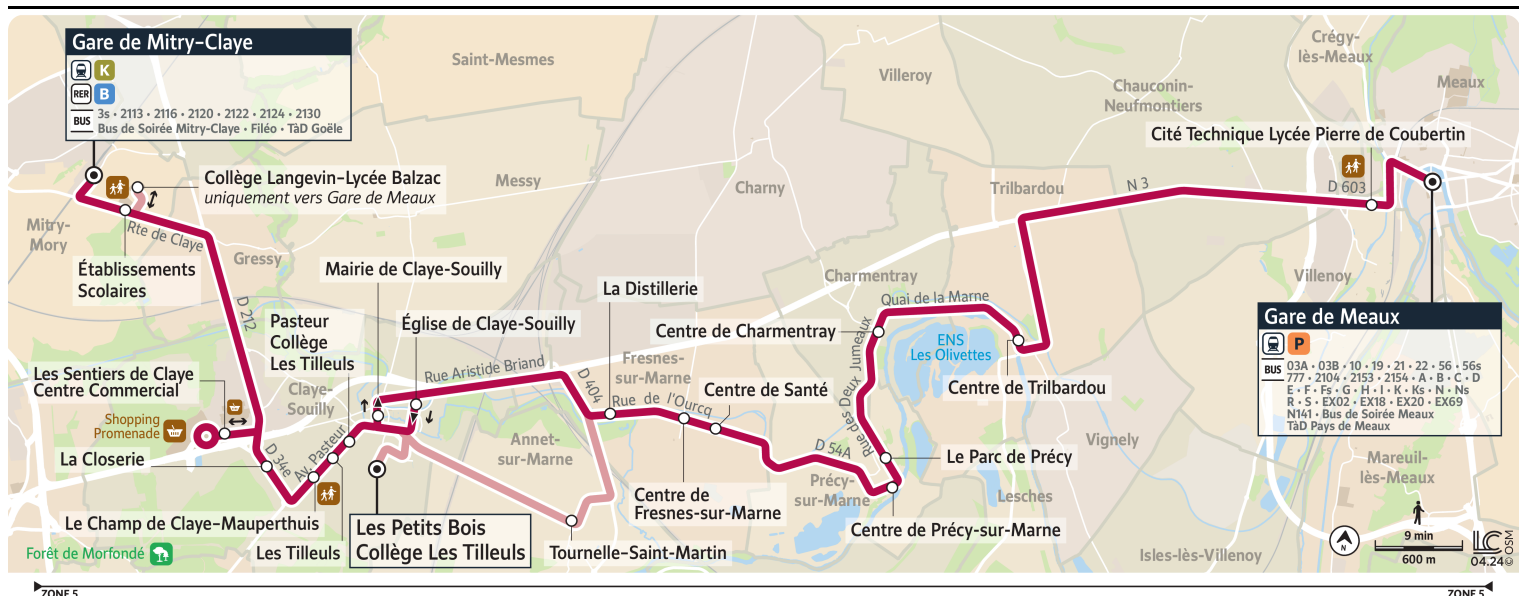 Gare de Mitry-Claye
K
RER B
BUS
3s • 2113 • 2116 • 2120 • 2122 • 2124 • 2130
Bus de Soirée Mitry-Claye • Filéo • TàD Goële
Saint-Mesmes
Villeroy
Crégy-
lès-Meaux
Chauconin-
Neufmontiers
Meaux
Cité Technique Lycée Pierre de Coubertin
Collège Langevin-Lycée Balzac
uniquement vers Gare de Meaux
Messy
Charny
Trilbardou
N 3
D 603
Mitry-
Mory
Rte de Claye
Gressy
Établissements
Scolaires
Mairie de Claye-Souilly
Charmentray
Villenoy
La Distillerie
D 212
Quai de la Marne
Pasteur
Collège
Les Tilleuls
Église de Claye-Souilly
Centre de Charmentray
ENS
Les Olivettes
Gare de Meaux
P
BUS
03A • 03B • 10 • 19 • 21 • 22 • 56 • 56s
777 • 2104 • 2153 • 2154 • A • B • C • D
E • F • Fs • G • H • I • K • Ks • N • Ns
R • S • EX02 • EX18 • EX20 • EX69
N141 • Bus de Soirée Meaux
TàD Pays de Meaux
Rue Aristide Briand
Fresnes-
sur-Marne
Les Sentiers de Claye
Centre Commercial
Claye-
Souilly
D 404
Rue de l'Ourcq
Centre de Santé
Rue des Deux Jumeaux
Centre de Trilbardou
Shopping
Promenade
Annet-
sur-Marne
D 54A
Vignely
La Closerie
D 34e
Av. Pasteur
Le Parc de Précy
Mareuil-
lès-Meaux
Précy-
sur-Marne
Lesches
Centre de
Fresnes-sur-Marne
Le Champ de Claye-Mauperthuis
Les Petits Bois
Collège Les Tilleuls
Centre de Précy-sur-Marne
Forêt de Morfondé
Les Tilleuls
Tournelle-Saint-Martin
Isles-lès-Villenoy
N
9 min
600 m
LC
04.24
© OSM
ZONE 5
ZONE 5